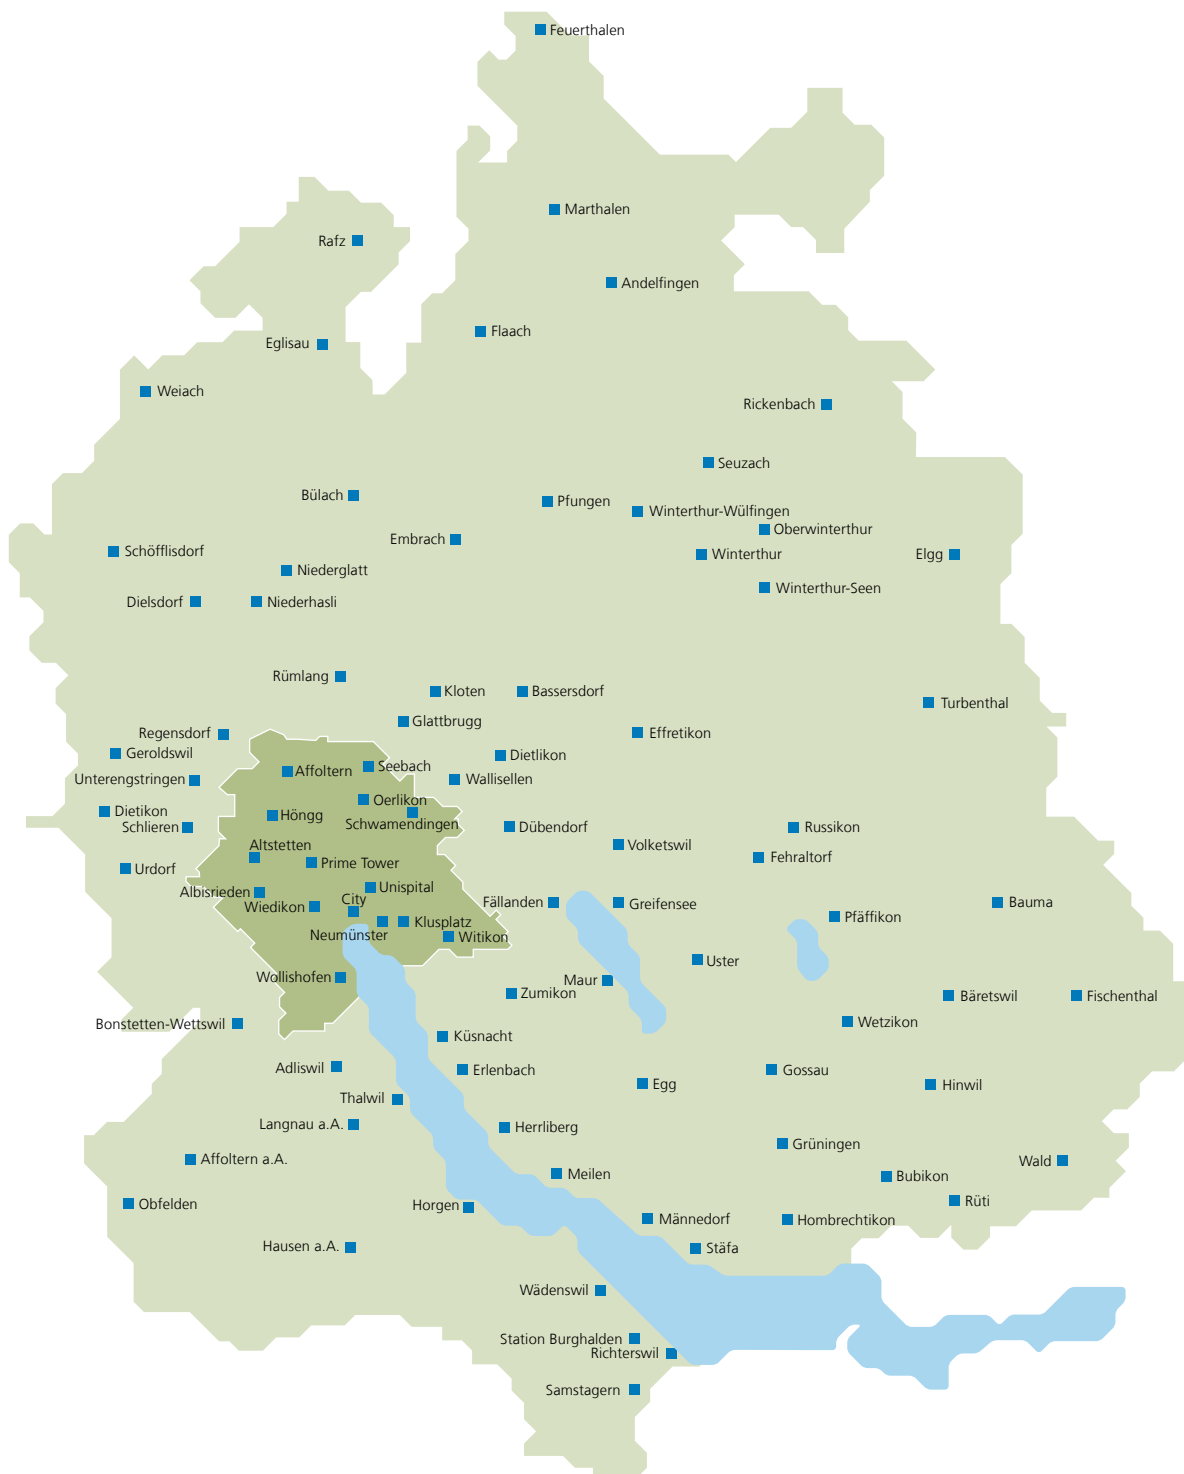 Feuerthalen
Marthalen
Rafz
Andelfingen
Flaach
Eglisau
Weiach
Rickenbach
Seuzach
Bülach
Pfungen
Winterthur-Wülfingen
Oberwinterthur
Embrach
Schöfflisdorf
Winterthur
Elgg
Niederglatt
Winterthur-Seen
Dielsdorf
Niederhasli
Rümlang
Kloten
Bassersdorf
Turbenthal
Glattbrugg
Regensdorf
Effretikon
Geroldswil
Dietlikon
Seebach
Affoltern
Unterengstringen
Wallisellen
Oerlikon
Dietikon
Höngg
Schwamendingen
Schlieren
Dübendorf
Russikon
Altstetten
Volketswil
Prime Tower
Fehraltorf
Urdorf
Unispital
Albisrieden
City
Wiedikon
Fällanden
Greifensee
Bauma
Pfäffikon
Klusplatz
Neumünster
Witikon
Uster
Wollishofen
Maur
Zumikon
Bäretswil
Fischenthal
Bonstetten-Wettswil
Wetzikon
Küsnacht
Adliswil
Erlenbach
Gossau
Egg
Hinwil
Thalwil
Langnau a.A.
Herrliberg
Grüningen
Affoltern a.A.
Wald
Meilen
Bubikon
Obfelden
Rüti
Horgen
Männedorf
Hombrechtikon
Hausen a.A.
Stäfa
Wädenswil
Station Burghalden
Richterswil
Samstagern